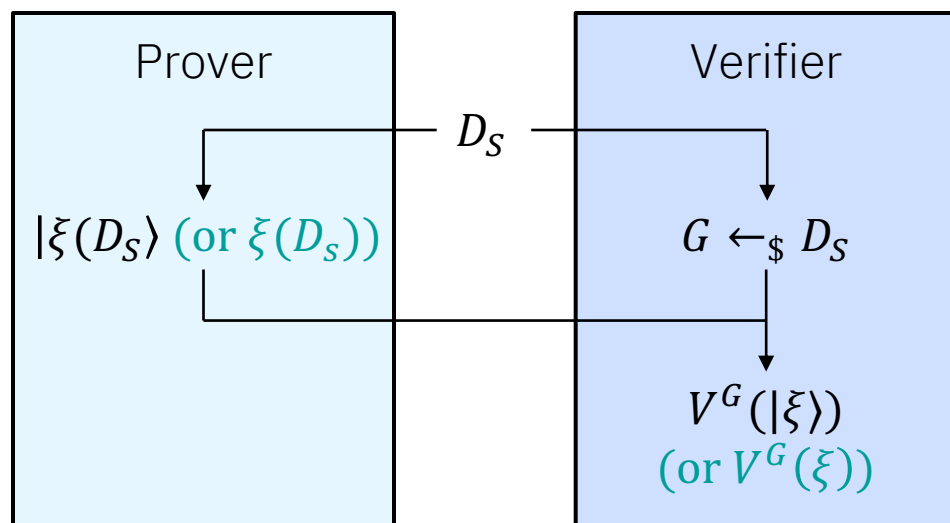 Prover
Verifier
D_S
|ξ(D_S⟩ (or ξ(D_s))
G ←_$ D_S
V^G(|ξ⟩)
(or V^G(ξ))